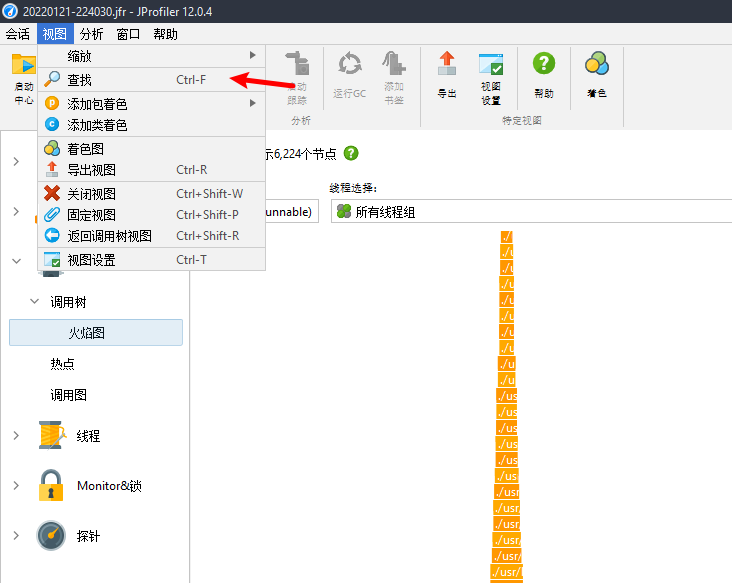 20220121-224030.jfr - JProfiler 12.0.4
会话 视图 分析 窗口 帮助
缩放
查找 Ctrl-F
添加包着色
添加类着色
着色图
导出视图 Ctrl-R
关闭视图 Ctrl+Shift-W
固定视图 Ctrl+Shift-P
返回调用树视图 Ctrl+Shift-R
视图设置 Ctrl-T
启动
中心
启动
跟踪
运行GC
添加
书签
分析
导出
视图
设置
帮助
着色
特定视图
示6,224个节点
线程选择:
unnable)
所有线程组
调用树
火焰图
热点
调用图
线程
Monitor&锁
探针
./
./u
./u
./u
./u
./u
./u
./u
./u
./u
./us
./us
./us
./us
./us
./us
./usr
./usr/
./usr/
./usr/
./usr/
./usr/l